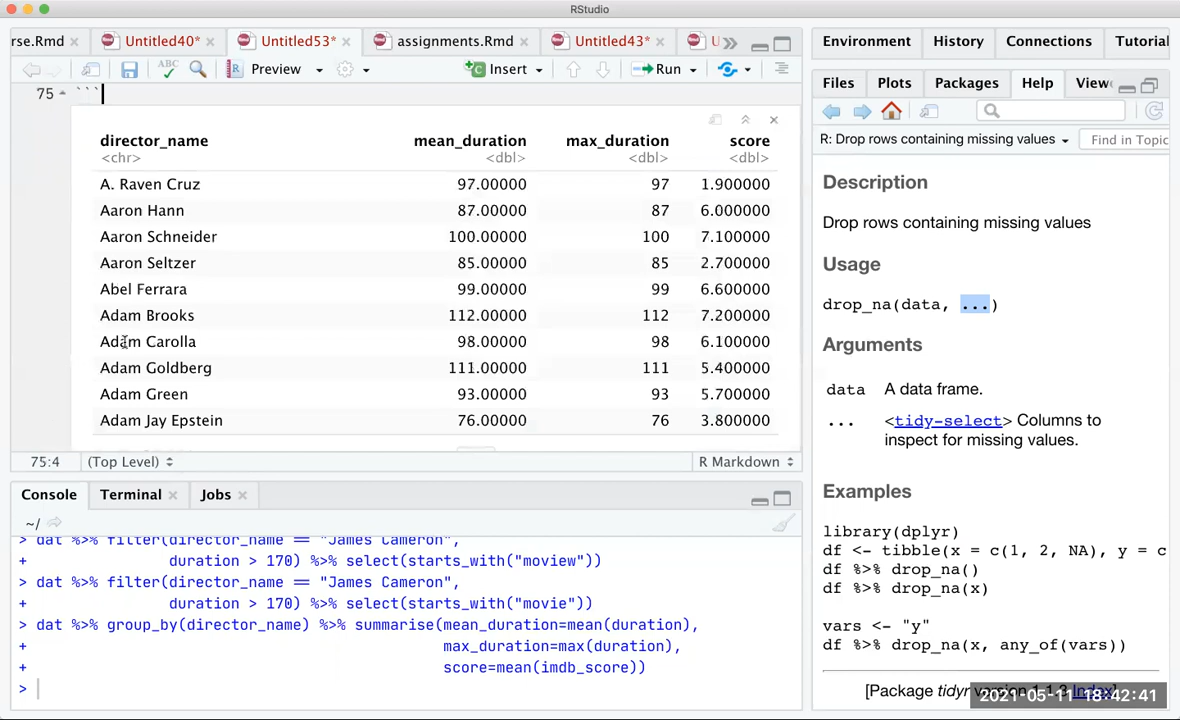 RStudio
rse.Rmd
Untitled40*
Untitled53*
assignments.Rmd
Untitled43*
U
Environment
History
Connections
Tutorial
ABC
Preview
Insert
Run
Files
Plots
Packages
Help
View
75
```
R: Drop rows containing missing values
Find in Topic
director_name
mean_duration
max_duration
score
<chr>
<dbl>
<dbl>
<dbl>
A. Raven Cruz 97.00000 97 1.900000
Aaron Hann 87.00000 87 6.000000
Aaron Schneider 100.00000 100 7.100000
Aaron Seltzer 85.00000 85 2.700000
Abel Ferrara 99.00000 99 6.600000
Adam Brooks 112.00000 112 7.200000
Adam Carolla 98.00000 98 6.100000
Adam Goldberg 111.00000 111 5.400000
Adam Green 93.00000 93 5.700000
Adam Jay Epstein 76.00000 76 3.800000
75:4
(Top Level)
R Markdown
Console
Terminal
Jobs
~/
> dat %>% filter(director_name == "James Cameron",
+ duration > 170) %>% select(starts_with("moview"))
> dat %>% filter(director_name == "James Cameron",
+ duration > 170) %>% select(starts_with("movie"))
> dat %>% group_by(director_name) %>% summarise(mean_duration=mean(duration),
+ max_duration=max(duration),
+ score=mean(imdb_score))
>
Description
Drop rows containing missing values
Usage
drop_na(data, ...)
Arguments
data A data frame.
... <tidy-select> Columns to
inspect for missing values.
Examples
library(dplyr)
df <- tibble(x = c(1, 2, NA), y = c
df %>% drop_na()
df %>% drop_na(x)
vars <- "y"
df %>% drop_na(x, any_of(vars))
[Package tidyr version 1.1.3 Index]
2021-05-11 18:42:41